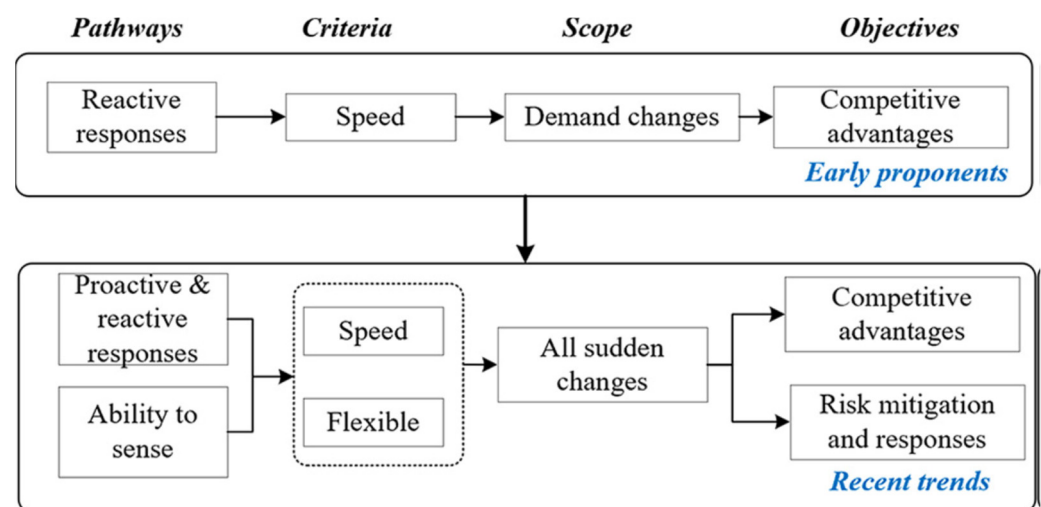 Pathways Criteria Scope Objectives
Reactive
responses
Speed
Demand changes
Competitive
advantages
Early proponents
Proactive &
reactive
responses
Ability to
sense
Speed
Flexible
All sudden
changes
Competitive
advantages
Risk mitigation
and responses
Recent trends